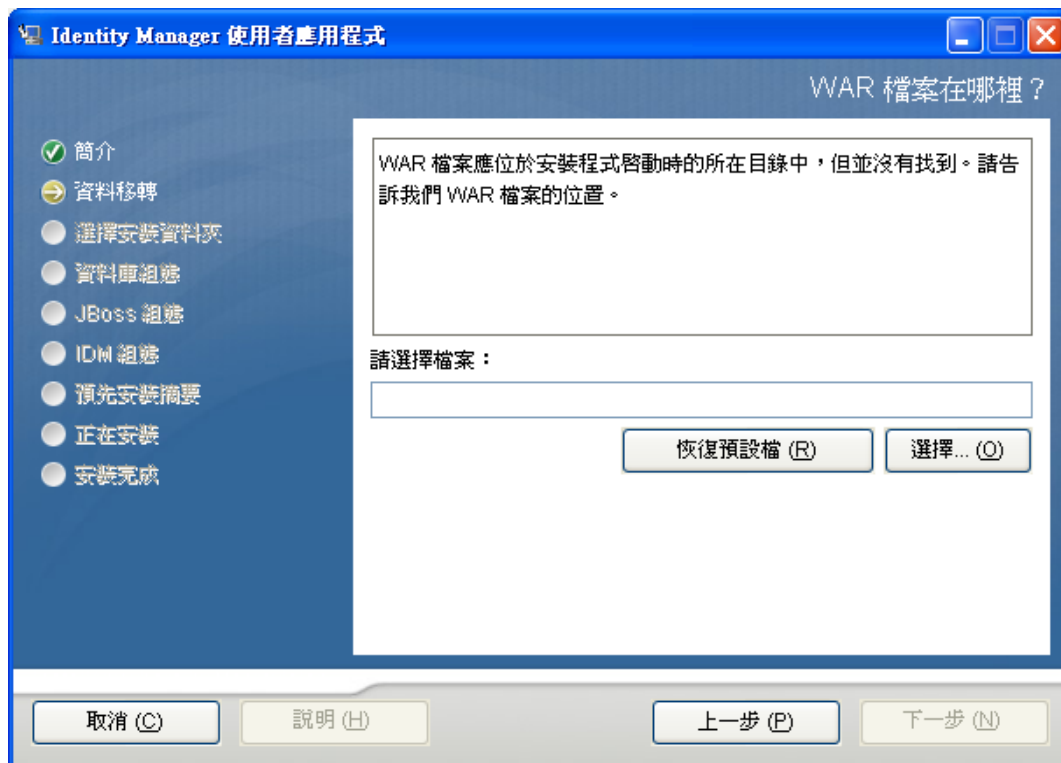 Identity Manager 使用者應用程式
WAR 檔案在哪裡？
簡介
資料移轉
選擇安裝資料夾
資料庫組態
JBoss 組態
IDM 組態
預先安裝摘要
正在安裝
安裝完成
WAR 檔案應位於安裝程式啓動時的所在目錄中，但並沒有找到。請告
訴我們 WAR 檔案的位置。
請選擇檔案：
恢復預設檔 (R)
選擇... (O)
取消 (C)
說明 (H)
上一步 (P)
下一步 (N)